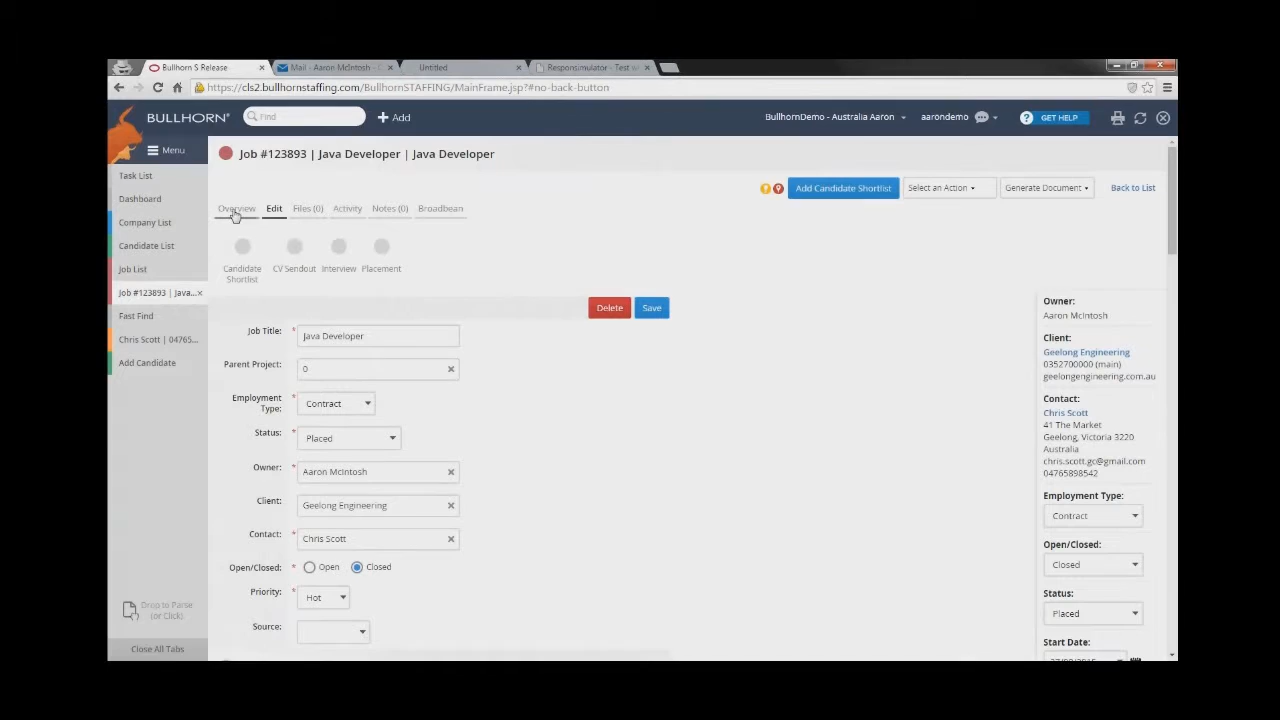 Bullhorn S Release
Mail - Aaron McIntosh - 
Untitled
Responsimulator - Test w
https://cls2.bullhornstaffing.com/BullhornSTAFFING/MainFrame.jsp?#no-back-button
BULLHORN
Find
Add
BullhornDemo - Australia Aaron
aarondemo
GET HELP
Menu
Job #123893 | Java Developer | Java Developer
Task List
Dashboard
Company List
Candidate List
Job List
Job #123893 | Java...
Fast Find
Chris Scott | 04765...
Add Candidate
Drop to Parse
(or Click)
Close All Tabs
Add Candidate Shortlist
Select an Action
Generate Document
Back to List
Overview
Edit
Files (0)
Activity
Notes (0)
Broadbean
Candidate
Shortlist
CV Sendout
Interview
Placement
Delete
Save
Job Title: * Java Developer
Parent Project: 0
Employment
Type: * Contract
Status: * Placed
Owner: * Aaron McIntosh
Client: Geelong Engineering
Contact: * Chris Scott
Open/Closed: * Open Closed
Priority: * Hot
Source:
Owner:
Aaron McIntosh
Client:
Geelong Engineering
0352700000 (main)
geelongengineering.com.au
Contact:
Chris Scott
41 The Market
Geelong, Victoria 3220
Australia
chris.scott.gc@gmail.com
04765898542
Employment Type:
Contract
Open/Closed:
Closed
Status:
Placed
Start Date: